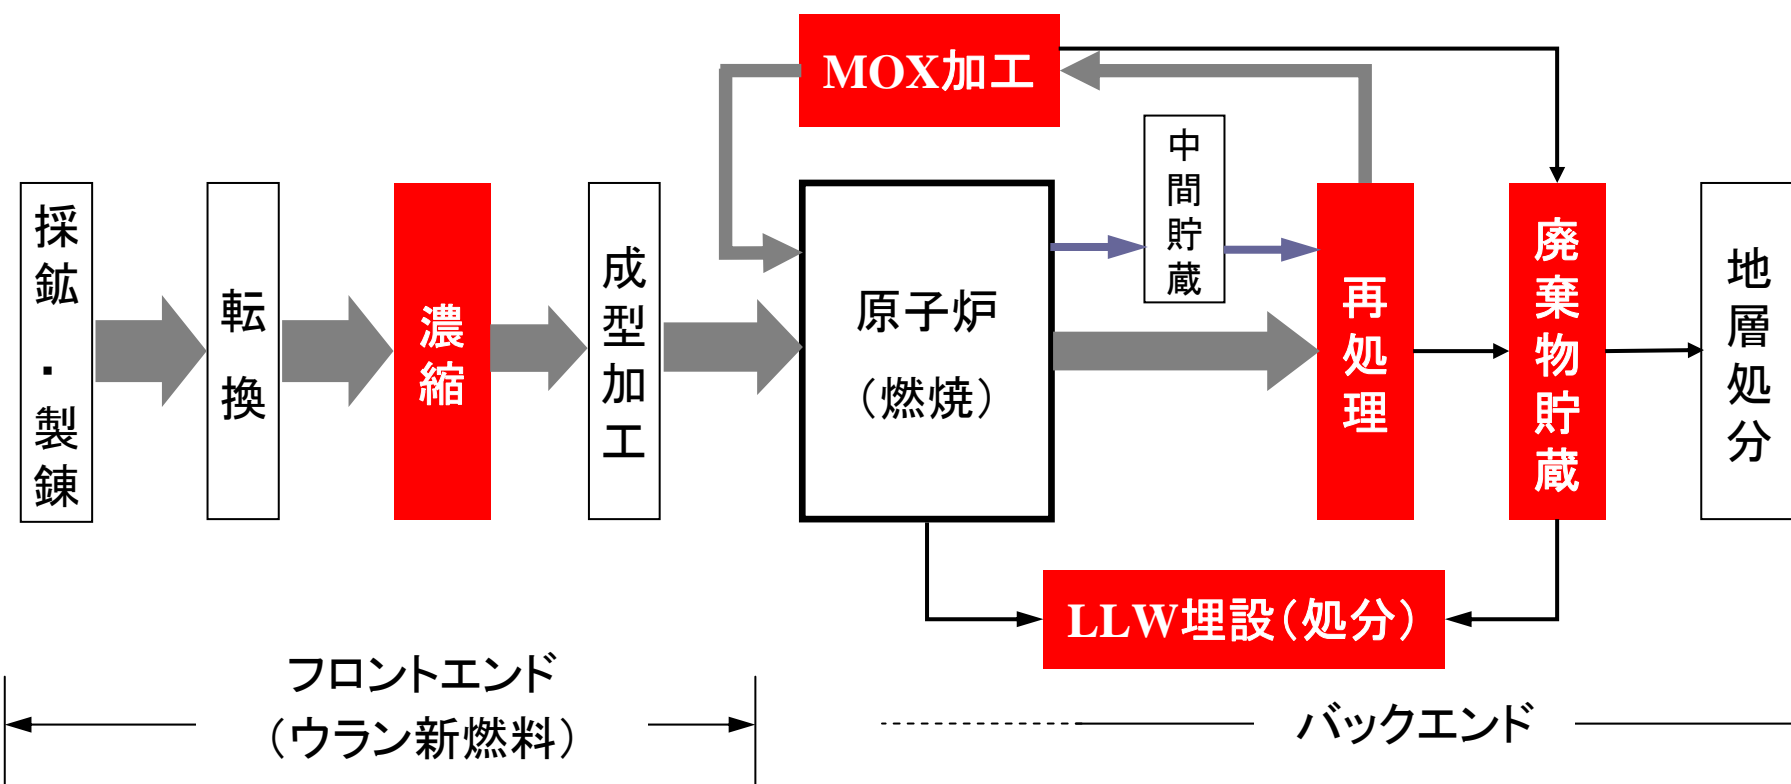 MOX加工
中間貯蔵
採鉱・製錬
転換
濃縮
成型加工
原子炉
（燃焼）
再処理
廃棄物貯蔵
地層処分
LLW埋設（処分）
フロントエンド
（ウラン新燃料）
バックエンド